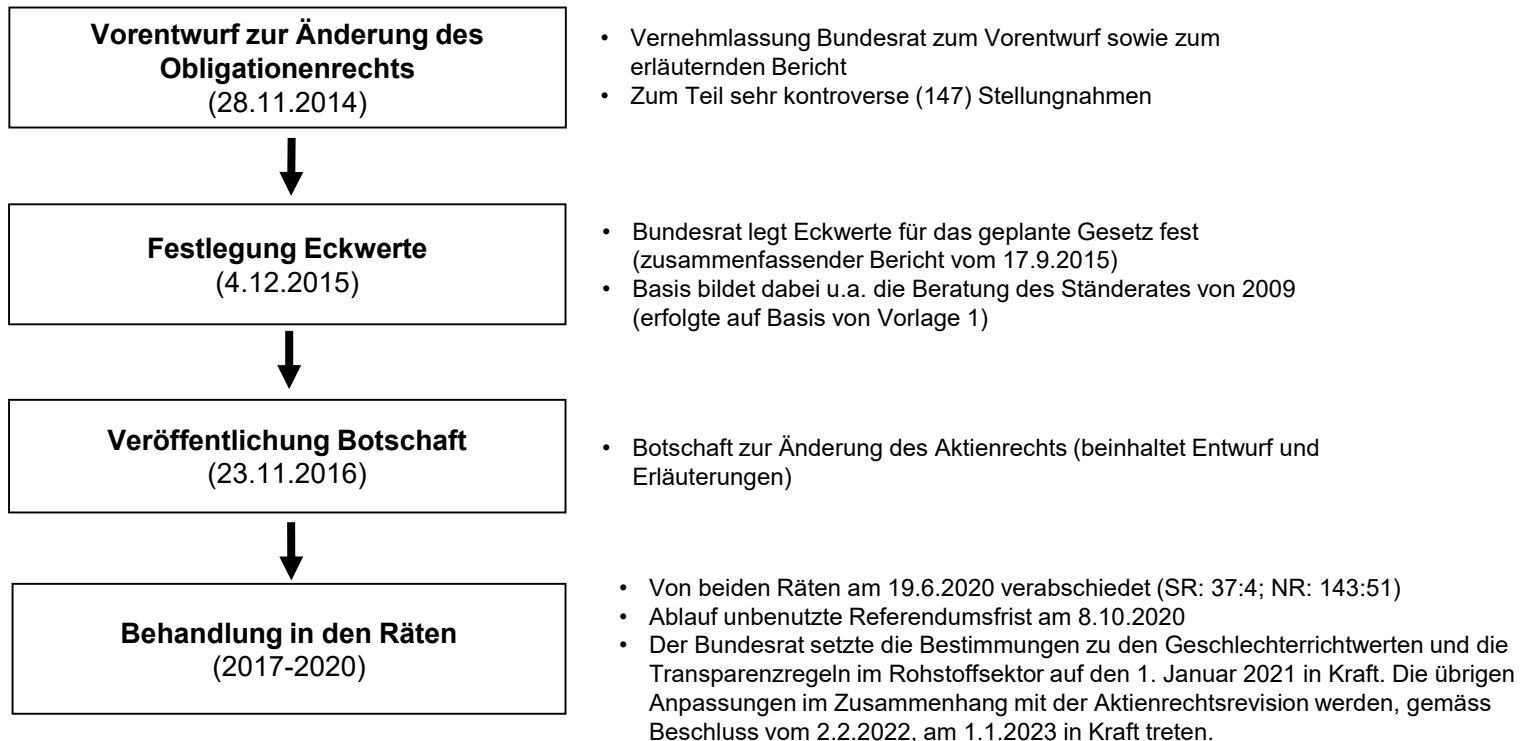 Vorentwurf zur Änderung des
Obligationenrechts
(28.11.2014)
• Vernehmlassung Bundesrat zum Vorentwurf sowie zum
erläuternden Bericht
• Zum Teil sehr kontroverse (147) Stellungnahmen
Festlegung Eckwerte
(4.12.2015)
• Bundesrat legt Eckwerte für das geplante Gesetz fest
(zusammenfassender Bericht vom 17.9.2015)
• Basis bildet dabei u.a. die Beratung des Ständerates von 2009
(erfolgte auf Basis von Vorlage 1)
Veröffentlichung Botschaft
(23.11.2016)
• Botschaft zur Änderung des Aktienrechts (beinhaltet Entwurf und
Erläuterungen)
Behandlung in den Räten
(2017-2020)
• Von beiden Räten am 19.6.2020 verabschiedet (SR: 37:4; NR: 143:51)
• Ablauf unbenutzte Referendumsfrist am 8.10.2020
• Der Bundesrat setzte die Bestimmungen zu den Geschlechterrichtwerten und die
Transparenzregeln im Rohstoffsektor auf den 1. Januar 2021 in Kraft. Die übrigen
Anpassungen im Zusammenhang mit der Aktienrechtsrevision werden, gemäss
Beschluss vom 2.2.2022, am 1.1.2023 in Kraft treten.